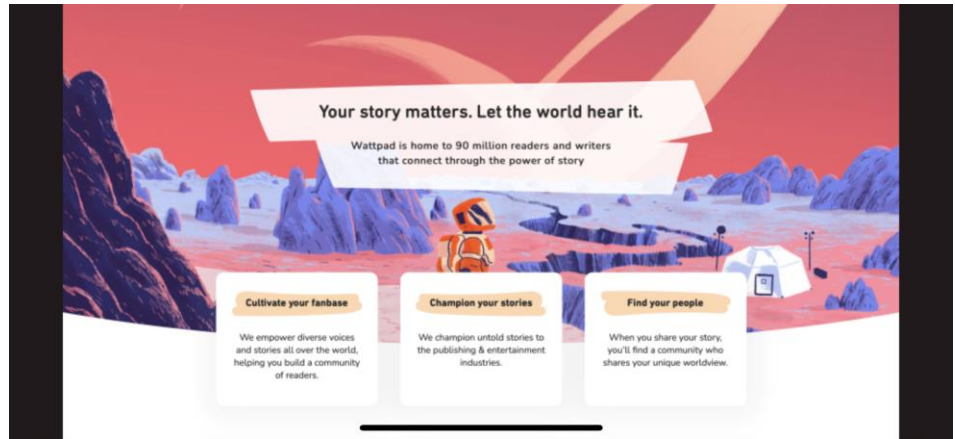 Your story matters. Let the world hear it.
Wattpad is home to 90 million readers and writers
that connect through the power of story
Cultivate your fanbase
We empower diverse voices
and stories all over the world,
helping you build a community
of readers.
Champion your stories
We champion untold stories to
the publishing & entertainment
industries.
Find your people
When you share your story,
you'll find a community who
shares your unique worldview.